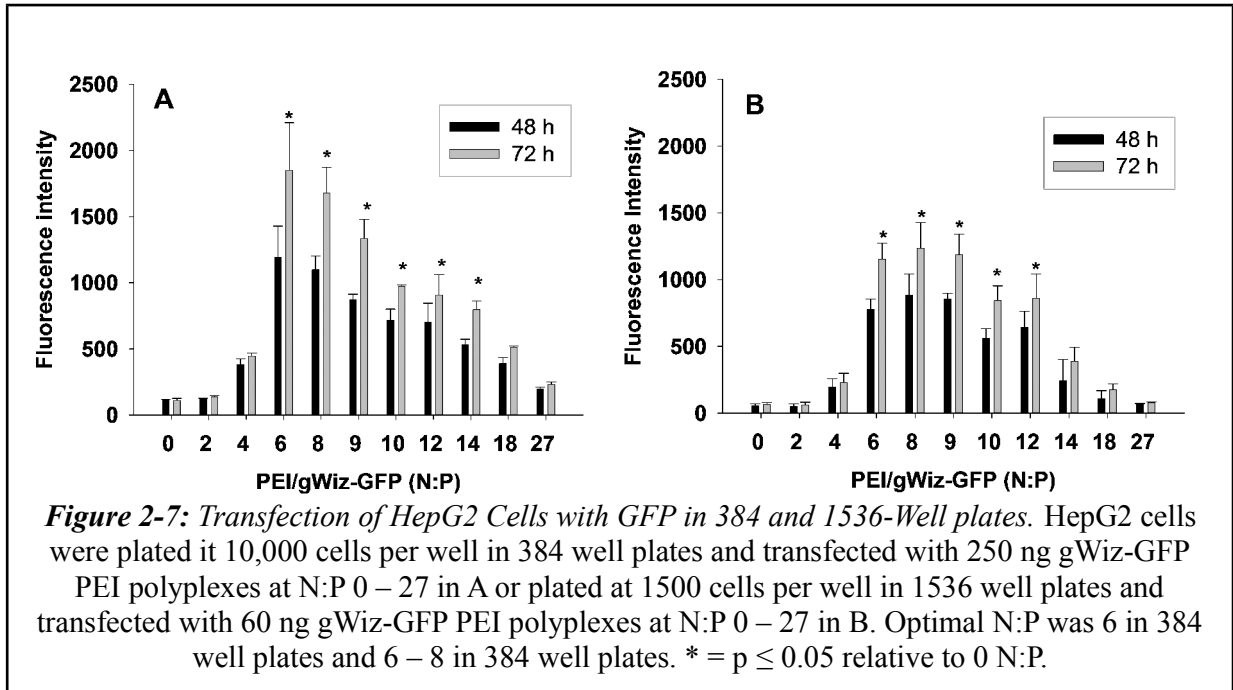 A
2500
2000
1500
1000
500
0
Fluorescence Intensity
48 h
72 h
0 2 4 6 8 9 10 12 14 18 27
PEI/gWiz-GFP (N:P)
* * * * * *
B
2500
2000
1500
1000
500
0
Fluorescence Intensity
48 h
72 h
0 2 4 6 8 9 10 12 14 18 27
PEI/gWiz-GFP (N:P)
* * * * *
Figure 2-7: Transfection of HepG2 Cells with GFP in 384 and 1536-Well plates. HepG2 cells
were plated it 10,000 cells per well in 384 well plates and transfected with 250 ng gWiz-GFP
PEI polyplexes at N:P 0 – 27 in A or plated at 1500 cells per well in 1536 well plates and
transfected with 60 ng gWiz-GFP PEI polyplexes at N:P 0 – 27 in B. Optimal N:P was 6 in 384
well plates and 6 – 8 in 384 well plates. * = p ≤ 0.05 relative to 0 N:P.